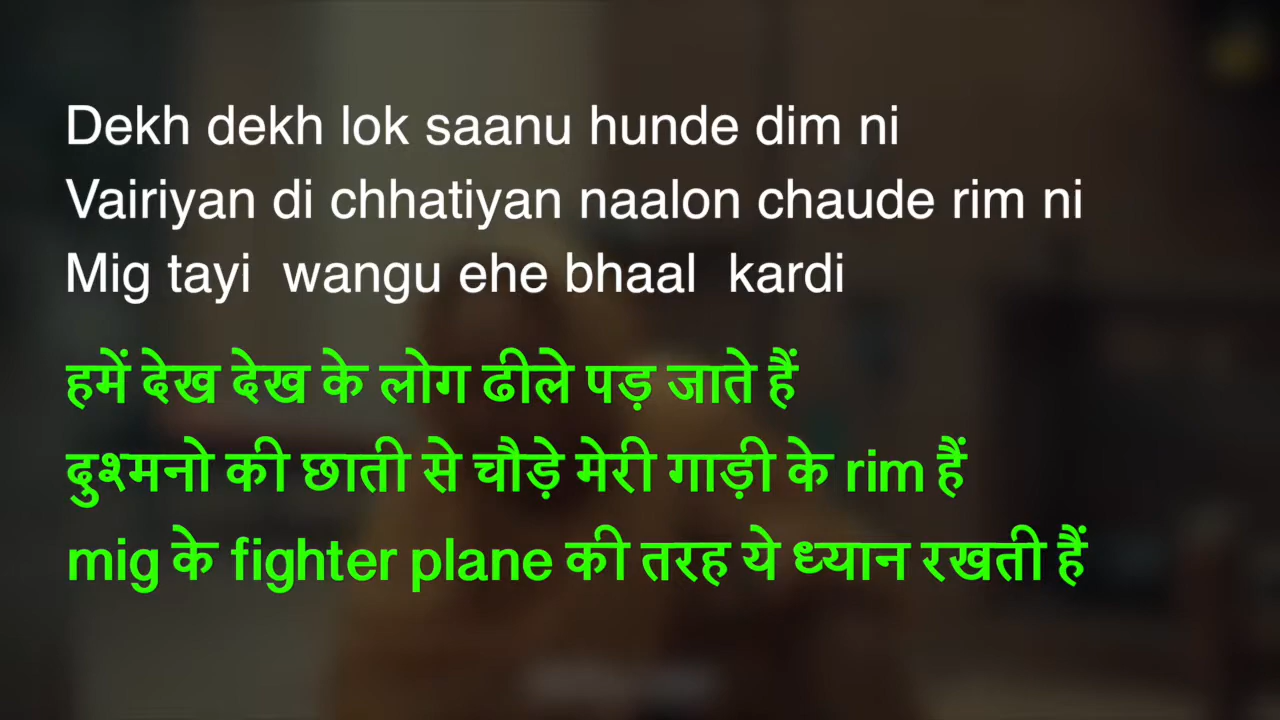 Dekh dekh lok saanu hunde dim ni
Vairiyan di chhatiyan naalon chaude rim ni
Mig tayi  wangu ehe bhaal  kardi
हमें देख देख के लोग ढीले पड़ जाते हैं
दुश्मनो की छाती से चौड़े मेरी गाड़ी के rim हैं
mig के fighter plane की तरह ये ध्यान रखती हैं